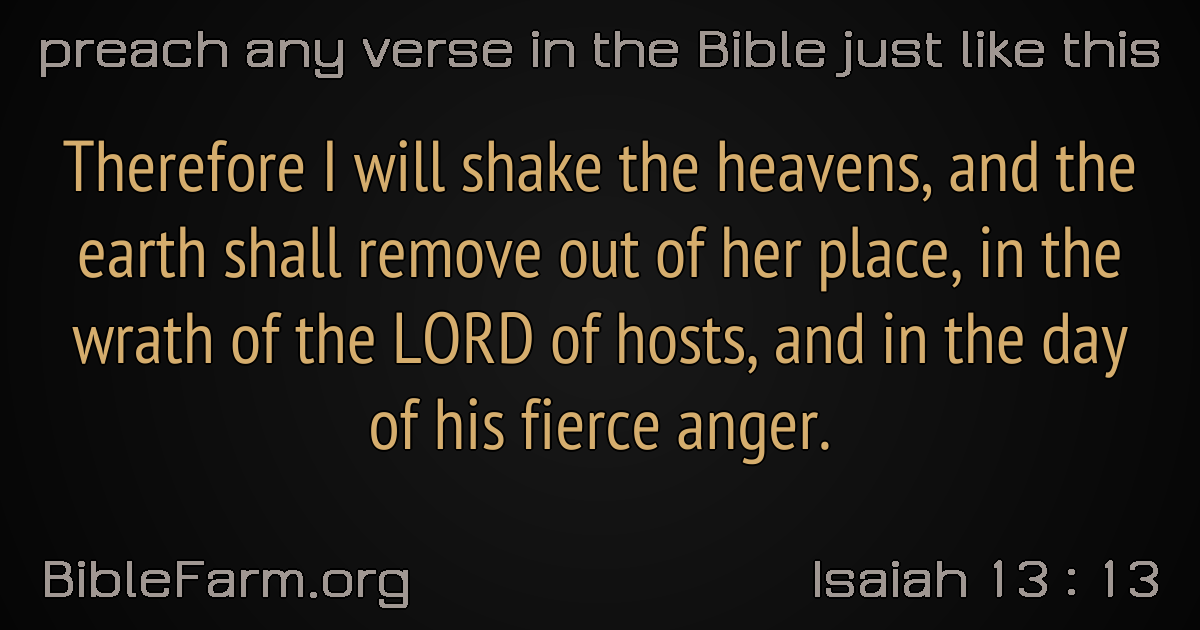 preach any verse in the Bible just like this
Therefore I will shake the heavens, and the
earth shall remove out of her place, in the
wrath of the LORD of hosts, and in the day
of his fierce anger.
BibleFarm.org
Isaiah 13 : 13